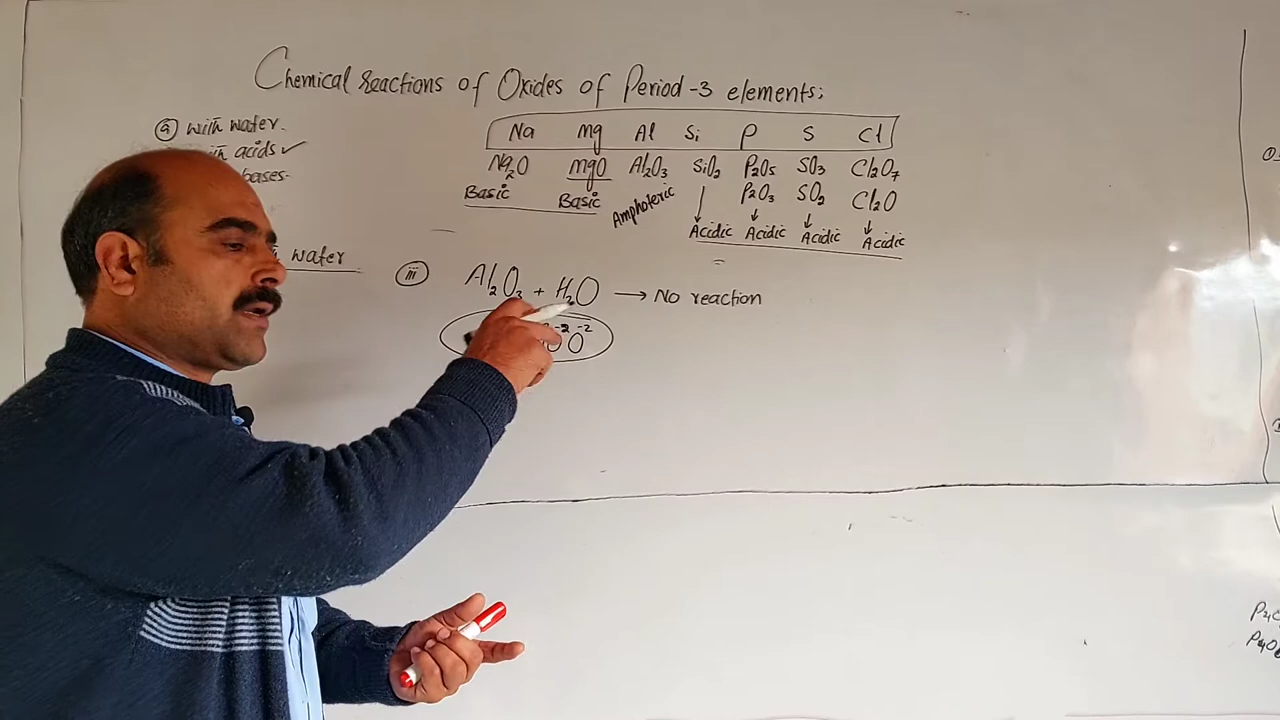 Chemical reactions of Oxides of Period-3 elements:
ⓐ with water.
acids ✓
bases.
Na Mg Al Si P S Cl
Na₂O MgO Al₂O₃ SiO₂ P₂O₅ SO₃ Cl₂O₇
P₂O₃ SO₂ Cl₂O
Basic Basic Amphoteric
↓ Acidic ↓ Acidic ↓ Acidic ↓ Acidic
water
ⅲ Al₂O₃ + H₂O ⟶ No reaction
-2 O⁻²